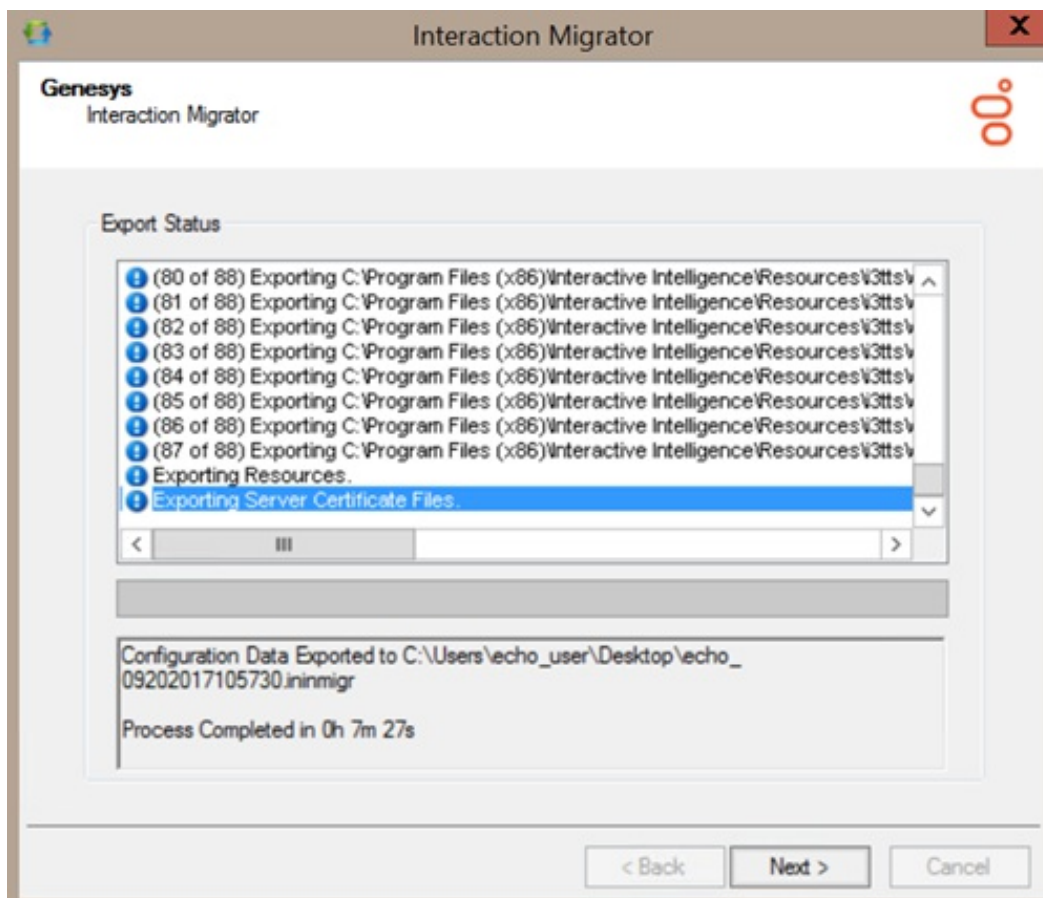 Interaction Migrator
X
Genesys
Interaction Migrator
Export Status
(80 of 88) Exporting C:\Program Files (x86)\Interactive Intelligence\Resources\i3tts\v
(81 of 88) Exporting C:\Program Files (x86)\Interactive Intelligence\Resources\i3tts\v
(82 of 88) Exporting C:\Program Files (x86)\Interactive Intelligence\Resources\i3tts\v
(83 of 88) Exporting C:\Program Files (x86)\Interactive Intelligence\Resources\i3tts\v
(84 of 88) Exporting C:\Program Files (x86)\Interactive Intelligence\Resources\i3tts\v
(85 of 88) Exporting C:\Program Files (x86)\Interactive Intelligence\Resources\i3tts\v
(86 of 88) Exporting C:\Program Files (x86)\Interactive Intelligence\Resources\i3tts\v
(87 of 88) Exporting C:\Program Files (x86)\Interactive Intelligence\Resources\i3tts\v
Exporting Resources.
Exporting Server Certificate Files.
Configuration Data Exported to C:\Users\echo_user\Desktop\echo_
09202017105730.ininmigr
Process Completed in 0h 7m 27s
< Back Next > Cancel